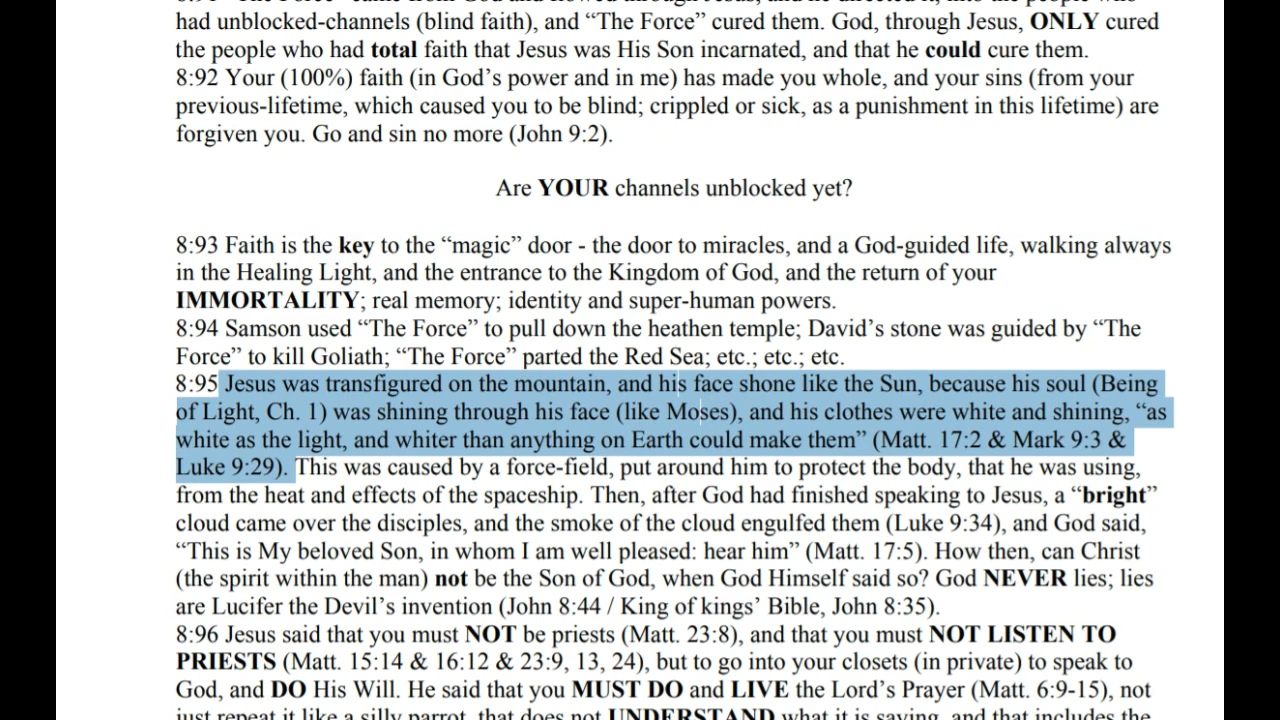 had unblocked-channels (blind faith), and “The Force” cured them. God, through Jesus, ONLY cured
the people who had total faith that Jesus was His Son incarnated, and that he could cure them.
8:92 Your (100%) faith (in God’s power and in me) has made you whole, and your sins (from your
previous-lifetime, which caused you to be blind; crippled or sick, as a punishment in this lifetime) are
forgiven you. Go and sin no more (John 9:2).
Are YOUR channels unblocked yet?
8:93 Faith is the key to the “magic” door - the door to miracles, and a God-guided life, walking always
in the Healing Light, and the entrance to the Kingdom of God, and the return of your
IMMORTALITY; real memory; identity and super-human powers.
8:94 Samson used “The Force” to pull down the heathen temple; David’s stone was guided by “The
Force” to kill Goliath; “The Force” parted the Red Sea; etc.; etc.; etc.
8:95 Jesus was transfigured on the mountain, and his face shone like the Sun, because his soul (Being
of Light, Ch. 1) was shining through his face (like Moses), and his clothes were white and shining, “as
white as the light, and whiter than anything on Earth could make them” (Matt. 17:2 & Mark 9:3 &
Luke 9:29). This was caused by a force-field, put around him to protect the body, that he was using,
from the heat and effects of the spaceship. Then, after God had finished speaking to Jesus, a “bright”
cloud came over the disciples, and the smoke of the cloud engulfed them (Luke 9:34), and God said,
“This is My beloved Son, in whom I am well pleased: hear him” (Matt. 17:5). How then, can Christ
(the spirit within the man) not be the Son of God, when God Himself said so? God NEVER lies; lies
are Lucifer the Devil’s invention (John 8:44 / King of kings’ Bible, John 8:35).
8:96 Jesus said that you must NOT be priests (Matt. 23:8), and that you must NOT LISTEN TO
PRIESTS (Matt. 15:14 & 16:12 & 23:9, 13, 24), but to go into your closets (in private) to speak to
God, and DO His Will. He said that you MUST DO and LIVE the Lord’s Prayer (Matt. 6:9-15), not
just repeat it like a silly parrot, that does not UNDERSTAND what it is saying, and that includes the